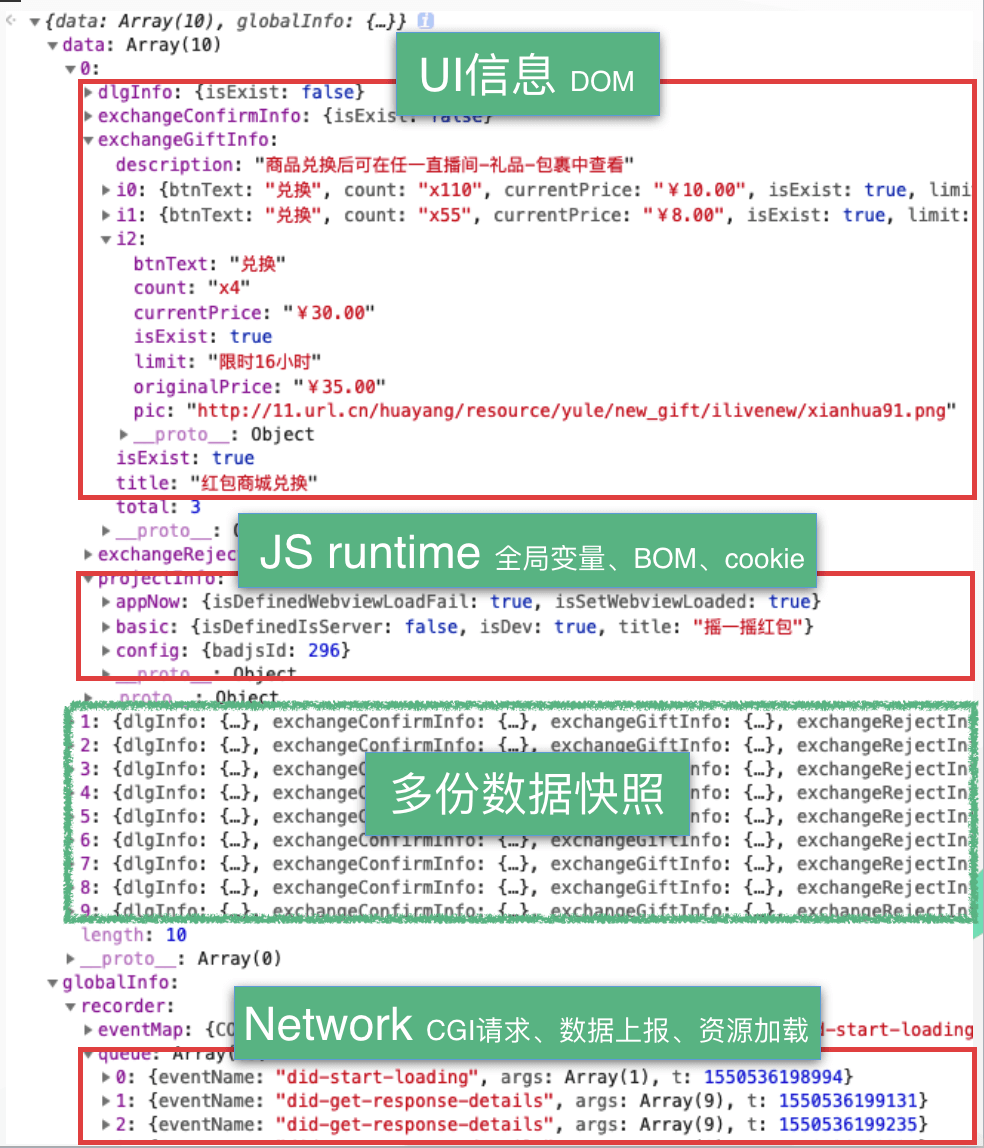 {data: Array(10), globalInfo: {…}} i
data: Array(10)
0:
UI信息 DOM
dlgInfo: {isExist: false}
exchangeConfirmInfo: {isExist: false}
exchangeGiftInfo:
description: "商品兑换后可在任一直播间-礼品-包裹中查看"
i0: {btnText: "兑换", count: "x110", currentPrice: "￥10.00", isExist: true, limi
i1: {btnText: "兑换", count: "x55", currentPrice: "￥8.00", isExist: true, limit:
i2:
btnText: "兑换"
count: "x4"
currentPrice: "￥30.00"
isExist: true
limit: "限时16小时"
originalPrice: "￥35.00"
pic: "http://11.url.cn/huayang/resource/yule/new_gift/ilivenew/xianhua91.png"
__proto__: Object
isExist: true
title: "红包商城兑换"
total: 3
__proto__: O
JS runtime 全局变量、BOM、cookie
exchangeRejec
projectInfo:
appNow: {isDefinedWebviewLoadFail: true, isSetWebviewLoaded: true}
basic: {isDefinedIsServer: false, isDev: true, title: "摇一摇红包"}
config: {badjsId: 296}
__proto__: Object
__proto__: Object
1: {dlgInfo: {…}, exchangeConfirmInfo: {…}, exchangeGiftInfo: {…}, exchangeRejectIn
2: {dlgInfo: {…}, exchangeConfirmInfo: {…}, exchangeGiftInfo: {…}, exchangeRejectIn
3: {dlgInfo: {…}, exchangeC nfo: {…}, exchangeRejectIn
多份数据快照
4: {dlgInfo: {…}, exchangeC nfo: {…}, exchangeRejectIn
5: {dlgInfo: {…}, exchangeC nfo: {…}, exchangeRejectIn
6: {dlgInfo: {…}, exchangeConfirmInfo: {…}, exchangeGiftInfo: {…}, exchangeRejectIn
7: {dlgInfo: {…}, exchangeConfirmInfo: {…}, exchangeGiftInfo: {…}, exchangeRejectIn
8: {dlgInfo: {…}, exchangeConfirmInfo: {…}, exchangeGiftInfo: {…}, exchangeRejectIn
9: {dlgInfo: {…}, exchangeConfirmInfo: {…}, exchangeGiftInfo: {…}, exchangeRejectIn
length: 10
__proto__: Array(0)
globalInfo:
recorder:
Network CGI请求、数据上报、资源加载
eventMap: {CO d-start-loading
queue: Array(
0: {eventName: "did-start-loading", args: Array(1), t: 1550536198994}
1: {eventName: "did-get-response-details", args: Array(9), t: 1550536199131}
2: {eventName: "did-get-response-details", args: Array(9), t: 1550536199235}